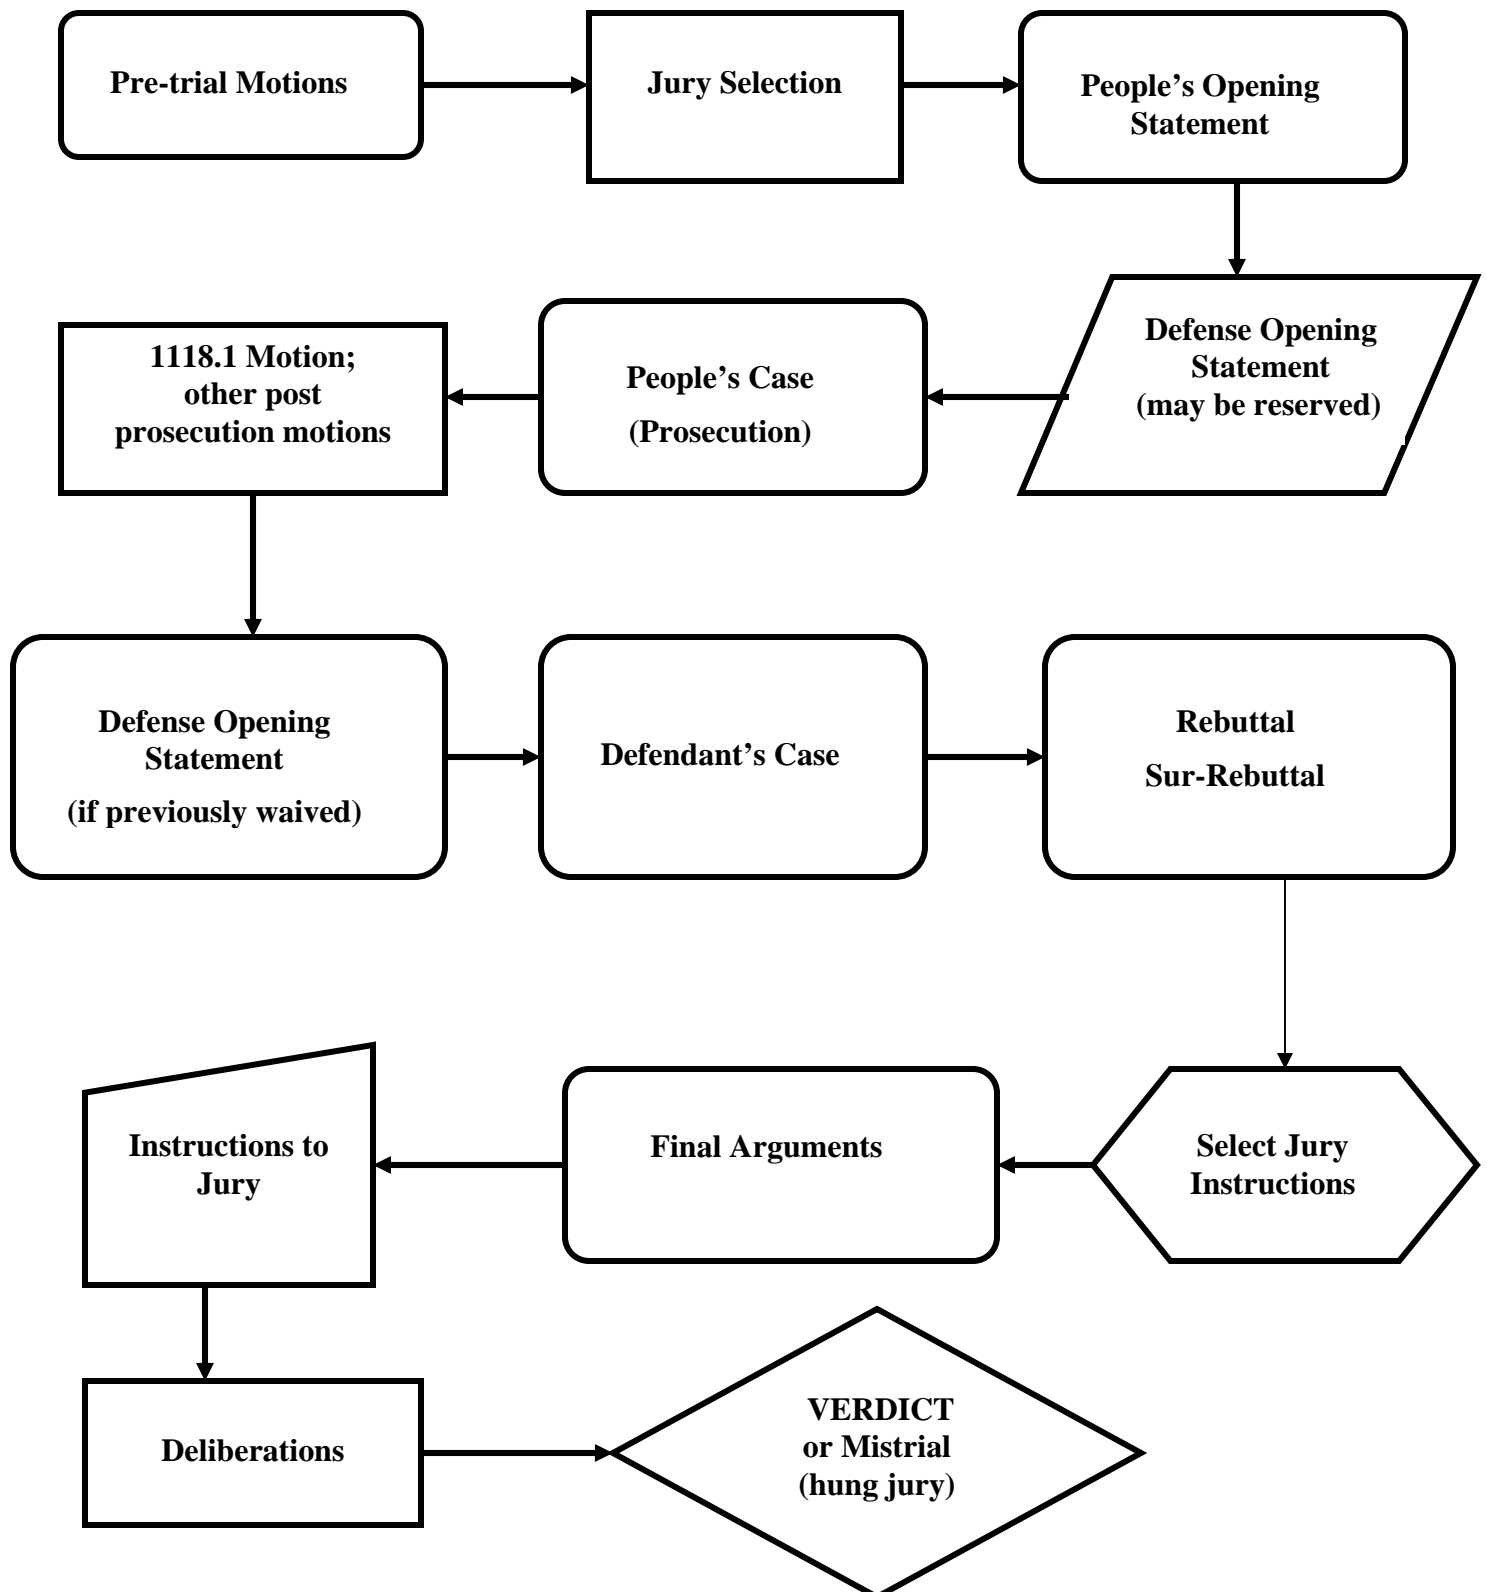 Pre-trial Motions
Jury Selection
People’s Opening
Statement
Defense Opening
Statement
(may be reserved)
People’s Case
(Prosecution)
1118.1 Motion;
other post
prosecution motions
Defense Opening
Statement
(if previously waived)
Defendant’s Case
Rebuttal
Sur-Rebuttal
Select Jury
Instructions
Final Arguments
Instructions to
Jury
Deliberations
VERDICT
or Mistrial
(hung jury)